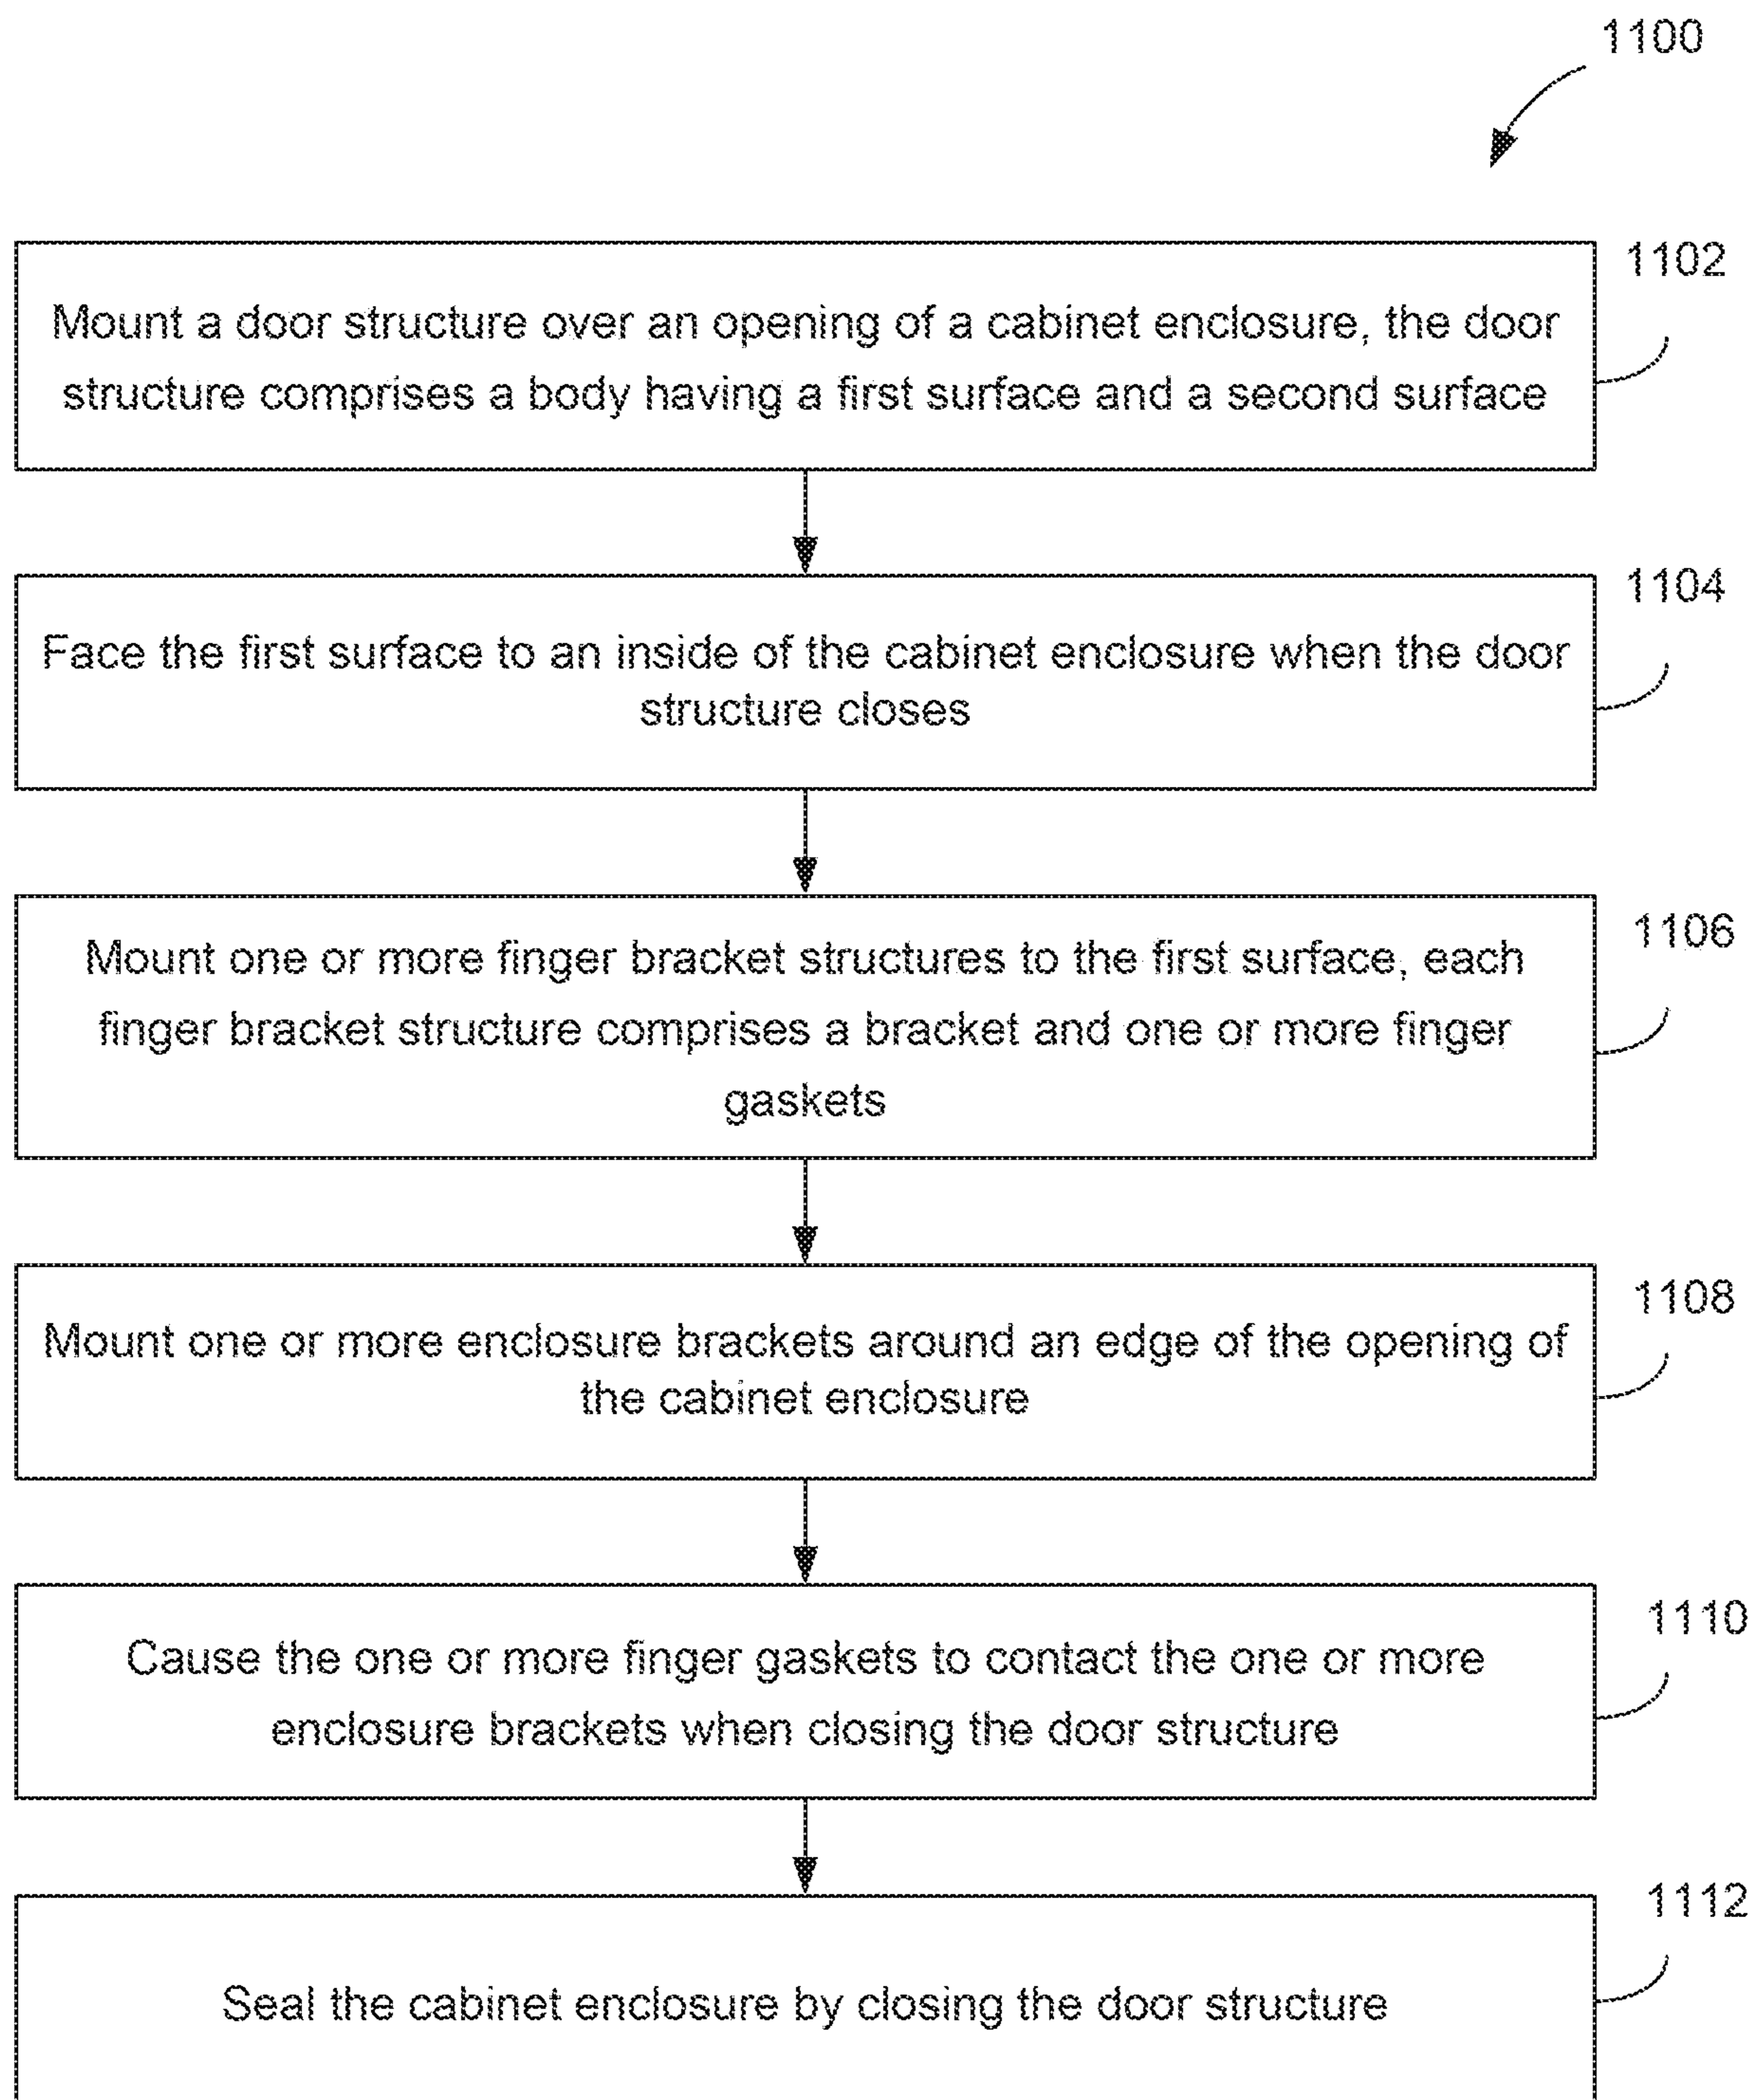 1100
1102
Mount a door structure over an opening of a cabinet enclosure, the door
structure comprises a body having a first surface and a second surface
1104
Face the first surface to an inside of the cabinet enclosure when the door
structure closes
1106
Mount one or more finger bracket structures to the first surface, each
finger bracket structure comprises a bracket and one or more finger
gaskets
1108
Mount one or more enclosure brackets around an edge of the opening of
the cabinet enclosure
1110
Cause the one or more finger gaskets to contact the one or more
enclosure brackets when closing the door structure
1112
Seal the cabinet enclosure by closing the door structure